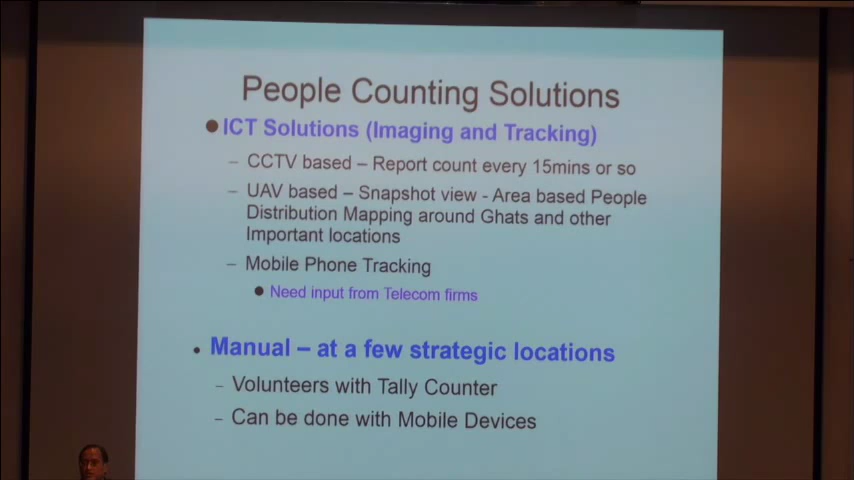 People Counting Solutions
● ICT Solutions (Imaging and Tracking)
– CCTV based – Report count every 15mins or so
– UAV based – Snapshot view - Area based People
Distribution Mapping around Ghats and other
Important locations
– Mobile Phone Tracking
● Need input from Telecom firms
• Manual – at a few strategic locations
– Volunteers with Tally Counter
– Can be done with Mobile Devices